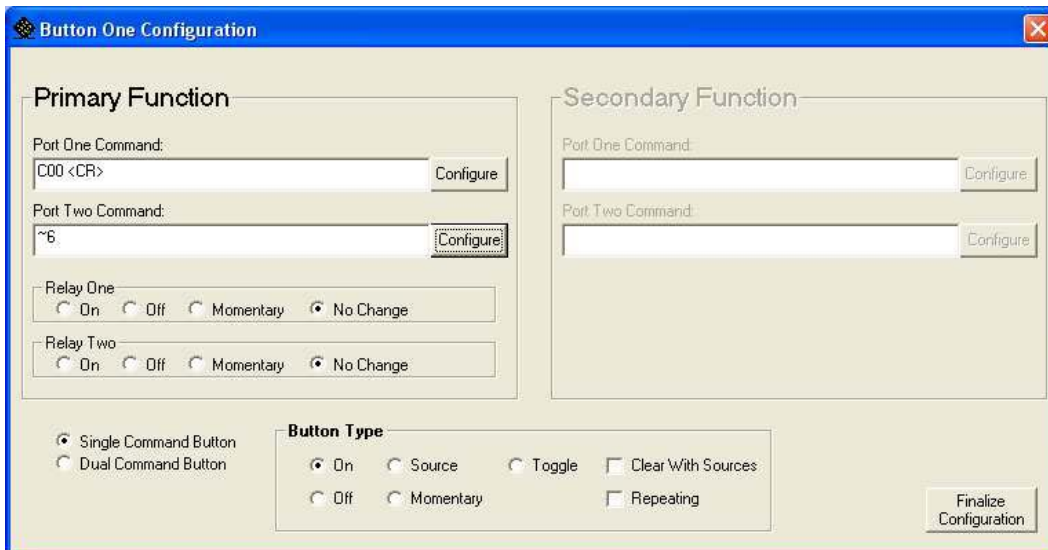 Button One Configuration
Primary Function
Port One Command:
C00 <CR>
Configure
Port Two Command:
~6
Configure
Relay One
On Off Momentary No Change
Relay Two
On Off Momentary No Change
Secondary Function
Port One Command:
Configure
Port Two Command:
Configure
Single Command Button
Dual Command Button
Button Type
On Source Toggle Clear With Sources
Off Momentary Repeating
Finalize
Configuration